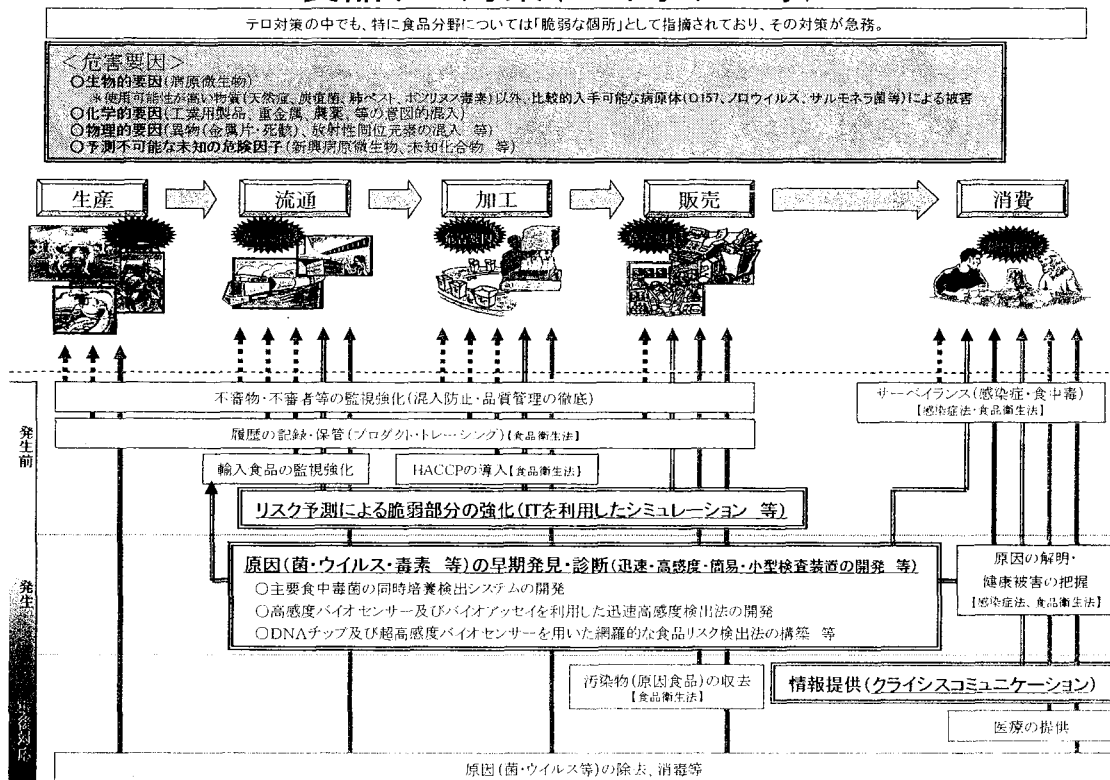 テロ対策の中でも、特に食品分野については「脆弱な個所」として指摘されており、その対策が急務。
＜危害要因＞
○生物的要因(病原微生物)
※使用可能性が高い物質(天然痘、炭疽菌、肺ペスト、ボツリヌス毒素)以外、比較的入手可能な病原体(O157、ノロウイルス、サルモネラ菌等)による被害
○化学的要因(工業用製品、重金属、農薬、等の意図的混入)
○物理的要因(異物(金属片・死骸)、放射性同位元素の混入 等)
○予測不可能な未知の危険因子(新興病原微生物、未知化合物 等)
生産
流通
加工
販売
消費
発生前
不審物・不審者等の監視強化(混入防止・品質管理の徹底)
サーベイランス(感染症・食中毒)
【感染症法・食品衛生法】
履歴の記録・保管(プロダクト・トレーシング)【食品衛生法】
輸入食品の監視強化
HACCPの導入【食品衛生法】
リスク予測による脆弱部分の強化(ITを利用したシミュレーション 等)
発生
原因(菌・ウイルス・毒素 等)の早期発見・診断(迅速・高感度・簡易・小型検査装置の開発 等)
○主要食中毒菌の同時培養検出システムの開発
○高感度バイオセンサー及びバイオアッセイを利用した迅速高感度検出法の開発
○DNAチップ及び超高感度バイオセンサーを用いた網羅的な食品リスク検出法の構築 等
原因の解明・
健康被害の把握
【感染症法、食品衛生法】
汚染物(原因食品)の収去
【食品衛生法】
情報提供(クライシスコミュニケーション)
医療の提供
原因(菌・ウイルス等)の除去、消毒等